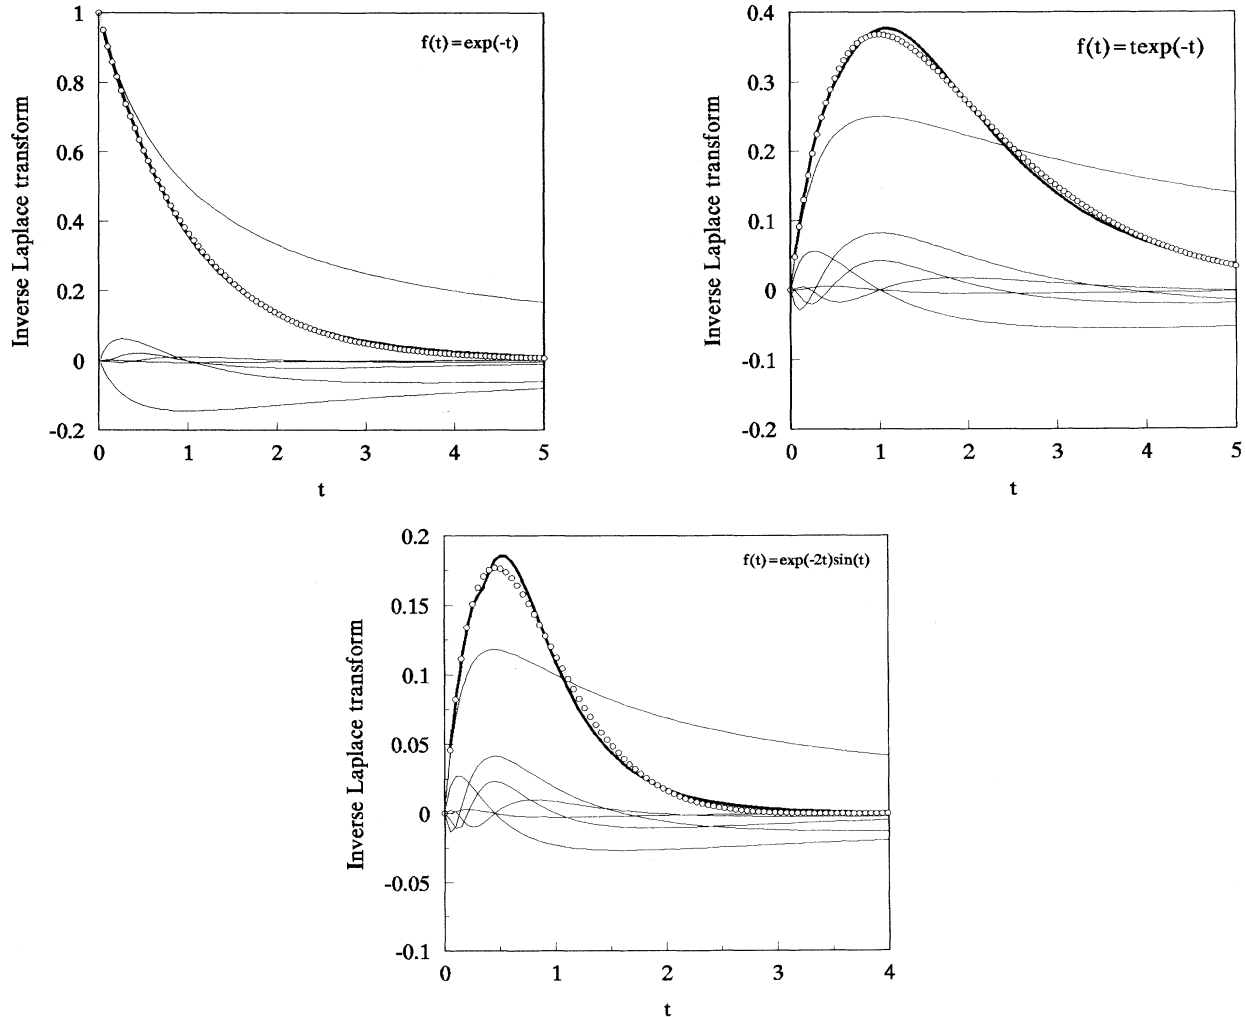 f(t)=exp(-t)
Inverse Laplace transform
1
0.8
0.6
0.4
0.2
0
-0.2
0 1 2 3 4 5
t
f(t)=texp(-t)
Inverse Laplace transform
0.4
0.3
0.2
0.1
0
-0.1
-0.2
0 1 2 3 4 5
t
f(t)=exp(-2t)sin(t)
Inverse Laplace transform
0.2
0.15
0.1
0.05
0
-0.05
-0.1
0 1 2 3 4
t